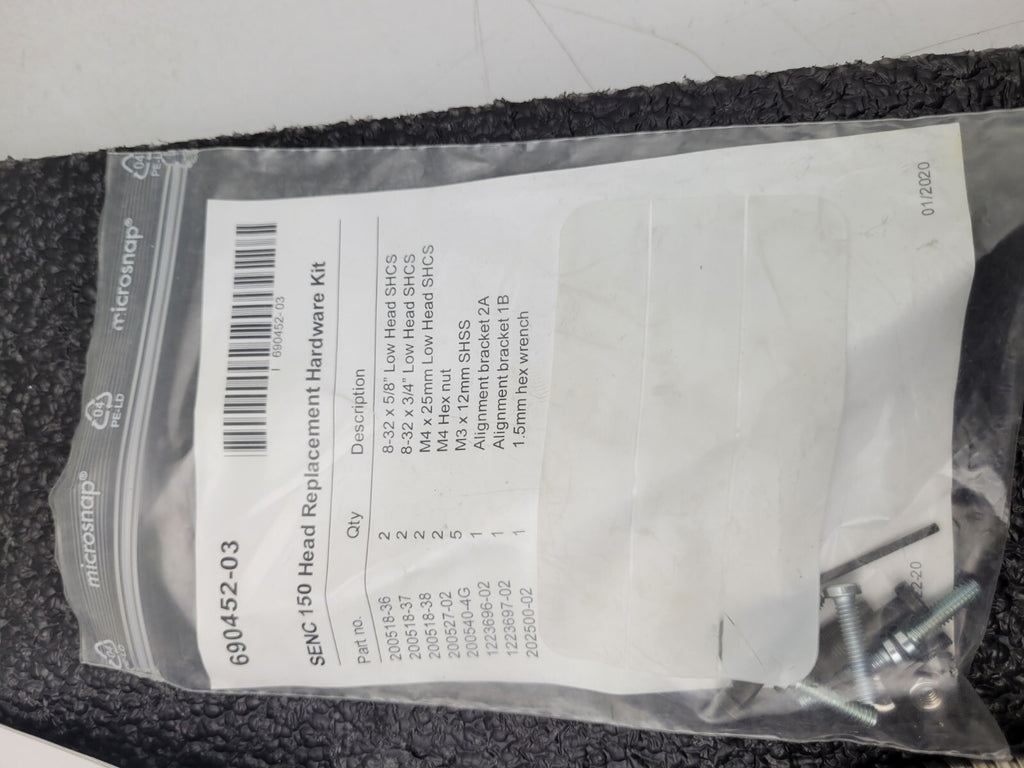 microsnap®
microsnap®
04
PE-LD
04
PE-LD
690452-03
I 690452-03
SENC 150 Head Replacement Hardware Kit
Part no. Qty Description
200518-36 2 8-32 x 5/8" Low Head SHCS
200518-37 2 8-32 x 3/4" Low Head SHCS
200518-38 2 M4 x 25mm Low Head SHCS
200527-02 2 M4 Hex nut
200540-4G 5 M3 x 12mm SHSS
1223696-02 1 Alignment bracket 2A
1223697-02 1 Alignment bracket 1B
202500-02 1 1.5mm hex wrench
01/2020